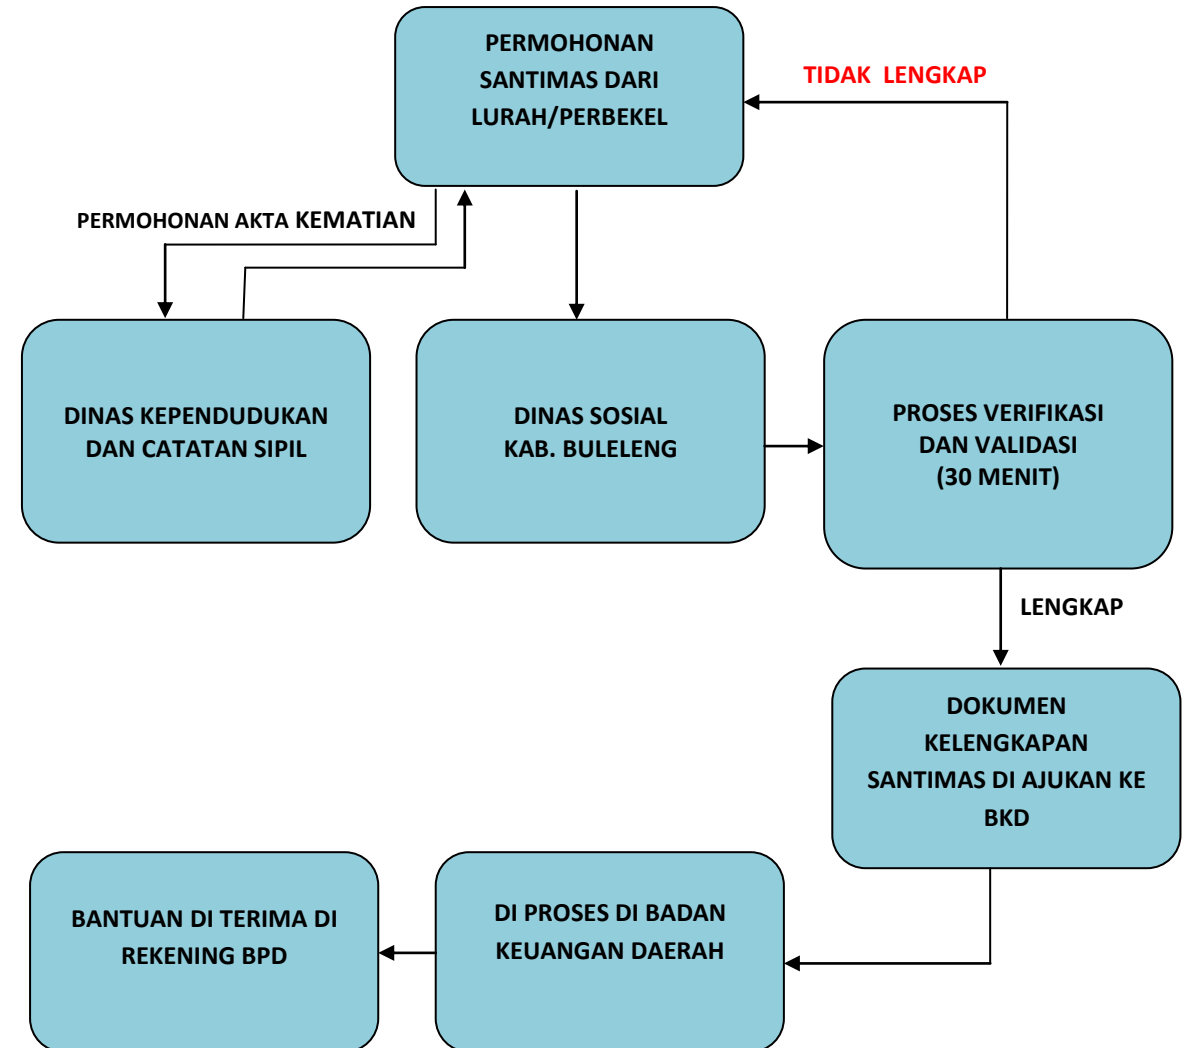 PERMOHONAN
SANTIMAS DARI
LURAH/PERBEKEL
TIDAK LENGKAP
PERMOHONAN AKTA KEMATIAN
DINAS KEPENDUDUKAN
DAN CATATAN SIPIL
DINAS SOSIAL
KAB. BULELENG
PROSES VERIFIKASI
DAN VALIDASI
(30 MENIT)
LENGKAP
DOKUMEN
KELENGKAPAN
SANTIMAS DI AJUKAN KE
BKD
DI PROSES DI BADAN
KEUANGAN DAERAH
BANTUAN DI TERIMA DI
REKENING BPD